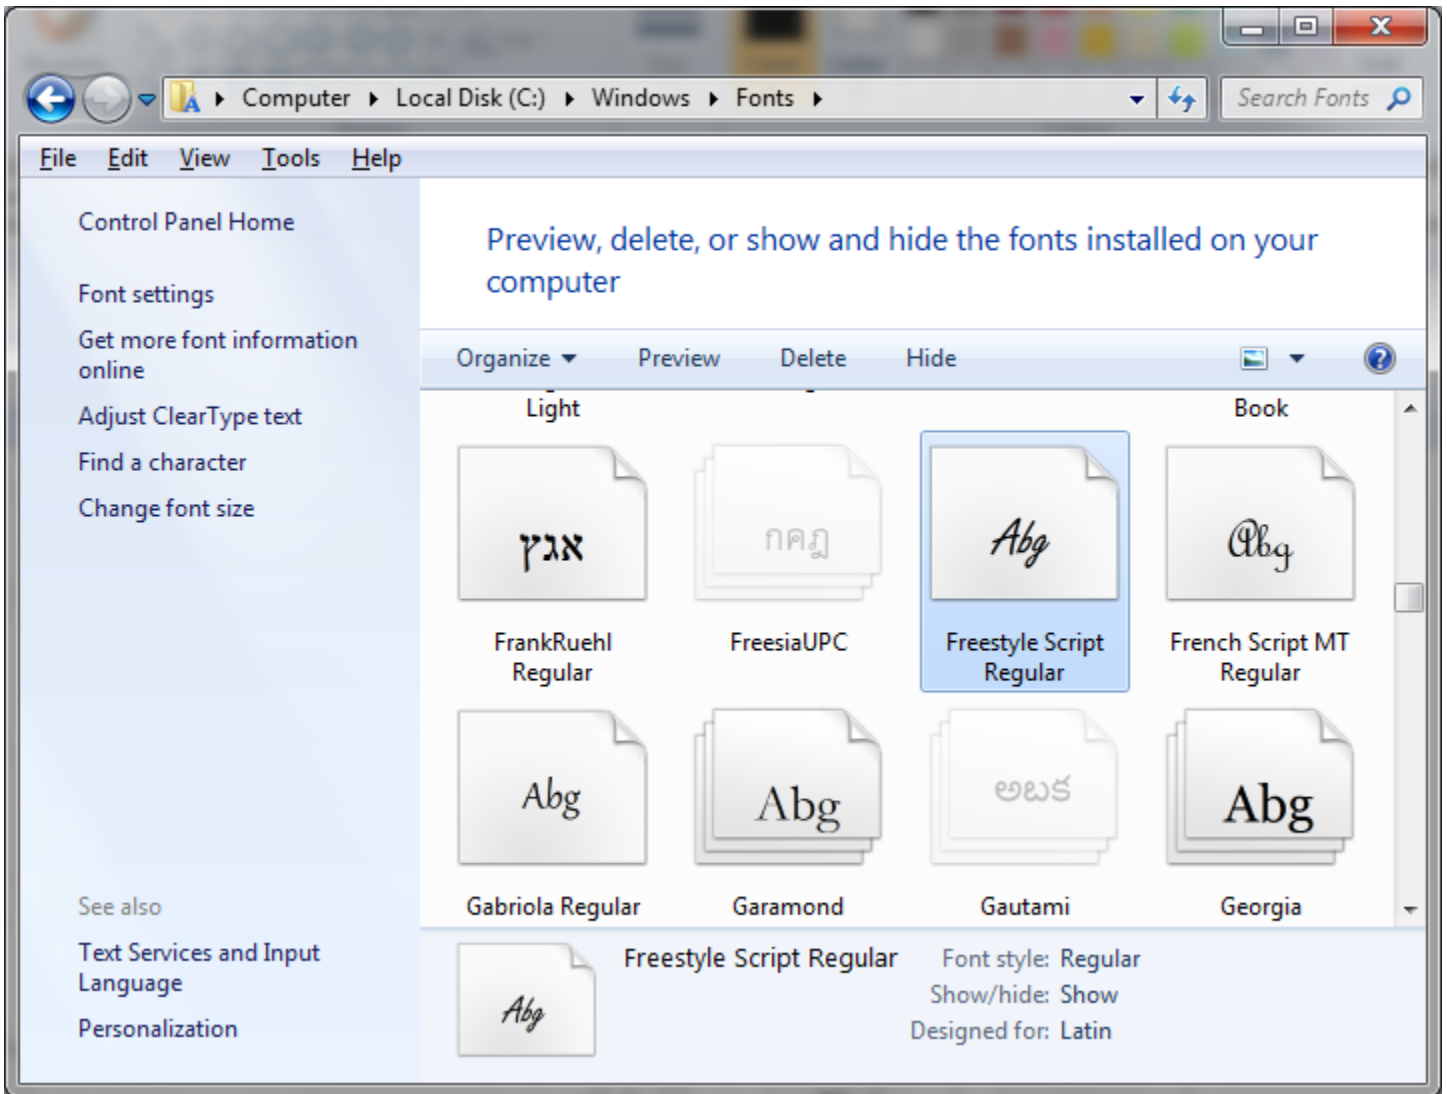 Computer Local Disk (C:) Windows Fonts
Search Fonts
File Edit View Tools Help
Control Panel Home
Font settings
Get more font information
online
Adjust ClearType text
Find a character
Change font size
See also
Text Services and Input
Language
Personalization
Preview, delete, or show and hide the fonts installed on your
computer
Organize Preview Delete Hide
Light Book
אגץ กคฎ Abg Abg
FrankRuehl
Regular
FreesiaUPC
Freestyle Script
Regular
French Script MT
Regular
Abg Abg అబక Abg
Gabriola Regular Garamond Gautami Georgia
Abg
Freestyle Script Regular
Font style: Regular
Show/hide: Show
Designed for: Latin